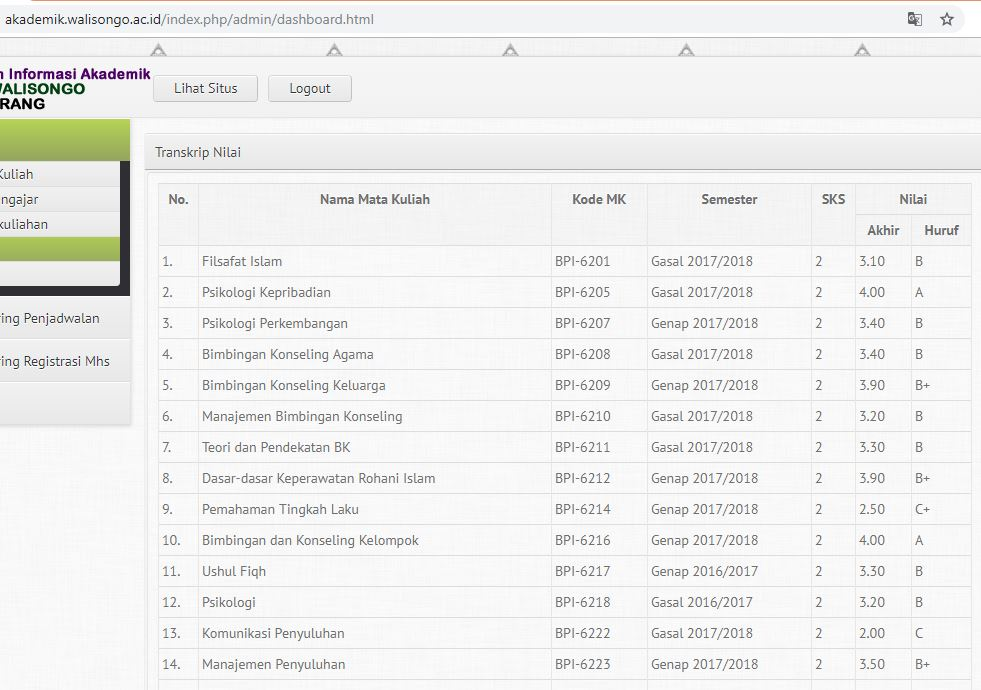 akademik.walisongo.ac.id/index.php/admin/dashboard.html
n Informasi Akademik
WALISONGO
RANG
Lihat Situs Logout
Kuliah
ngajar
kuliahan
ring Penjadwalan
ring Registrasi Mhs
Transkrip Nilai
No. Nama Mata Kuliah Kode MK Semester SKS Nilai
Akhir Huruf
1. Filsafat Islam BPI-6201 Gasal 2017/2018 2 3.10 B
2. Psikologi Kepribadian BPI-6205 Gasal 2017/2018 2 4.00 A
3. Psikologi Perkembangan BPI-6207 Genap 2017/2018 2 3.40 B
4. Bimbingan Konseling Agama BPI-6208 Gasal 2017/2018 2 3.40 B
5. Bimbingan Konseling Keluarga BPI-6209 Genap 2017/2018 2 3.90 B+
6. Manajemen Bimbingan Konseling BPI-6210 Gasal 2017/2018 2 3.20 B
7. Teori dan Pendekatan BK BPI-6211 Gasal 2017/2018 2 3.30 B
8. Dasar-dasar Keperawatan Rohani Islam BPI-6212 Genap 2017/2018 2 3.90 B+
9. Pemahaman Tingkah Laku BPI-6214 Genap 2017/2018 2 2.50 C+
10. Bimbingan dan Konseling Kelompok BPI-6216 Genap 2017/2018 2 4.00 A
11. Ushul Fiqh BPI-6217 Genap 2016/2017 2 3.30 B
12. Psikologi BPI-6218 Gasal 2016/2017 2 3.20 B
13. Komunikasi Penyuluhan BPI-6222 Gasal 2017/2018 2 2.00 C
14. Manajemen Penyuluhan BPI-6223 Genap 2017/2018 2 3.50 B+